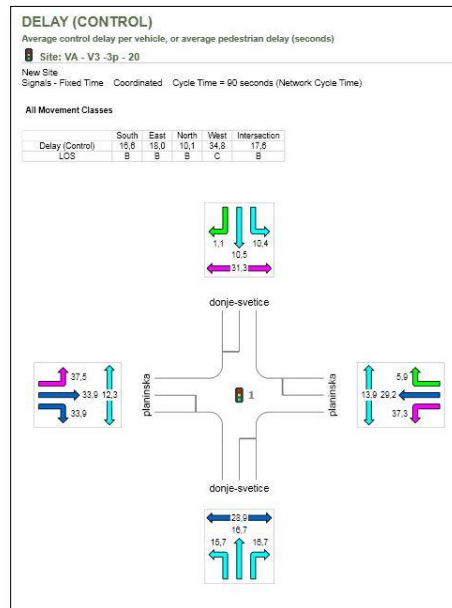 DELAY (CONTROL)
Average control delay per vehicle, or average pedestrian delay (seconds)
Site: VA - V3 -3p - 20
New Site
Signals - Fixed Time Coordinated Cycle Time = 90 seconds (Network Cycle Time)
All Movement Classes
South East North West Intersection
Delay (Control) 16,6 18,0 10,1 34,8 17,6
LOS B B B C B
1,1 10,4
10,5
31,3
donje-svetice
37,5
33,9 12,3
33,9
planinska
1
planinska
5,9
13,9 29,2
37,3
donje-svetice
28,9
16,7
15,7 16,7